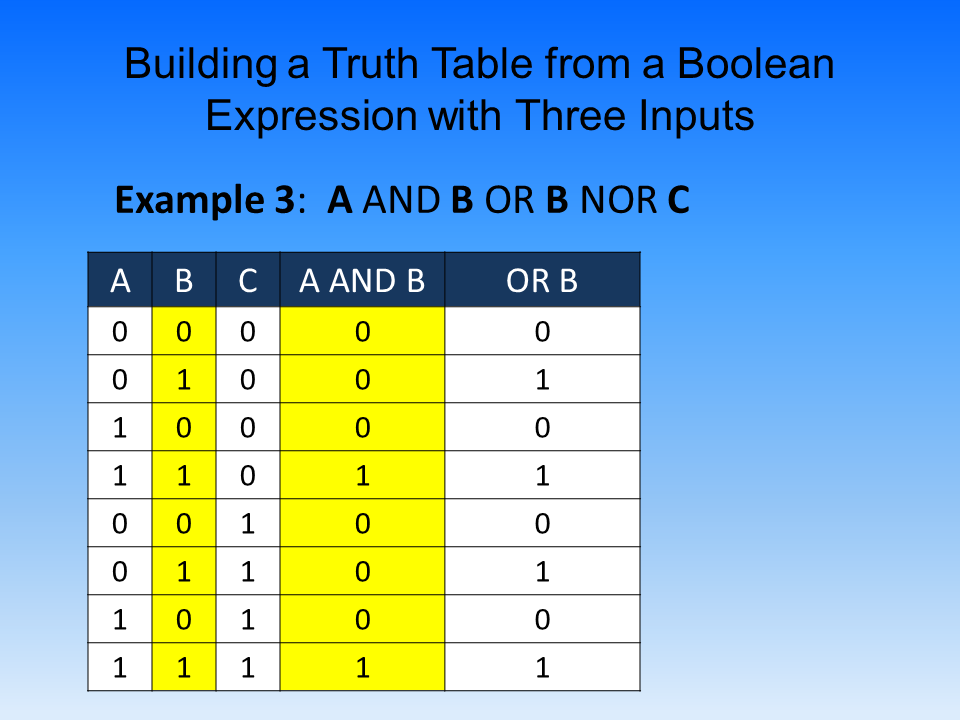 Building a Truth Table from a Boolean
Expression with Three Inputs
Example 3: A AND B OR B NOR C
A B C A AND B OR B
0 0 0 0 0
0 1 0 0 1
1 0 0 0 0
1 1 0 1 1
0 0 1 0 0
0 1 1 0 1
1 0 1 0 0
1 1 1 1 1